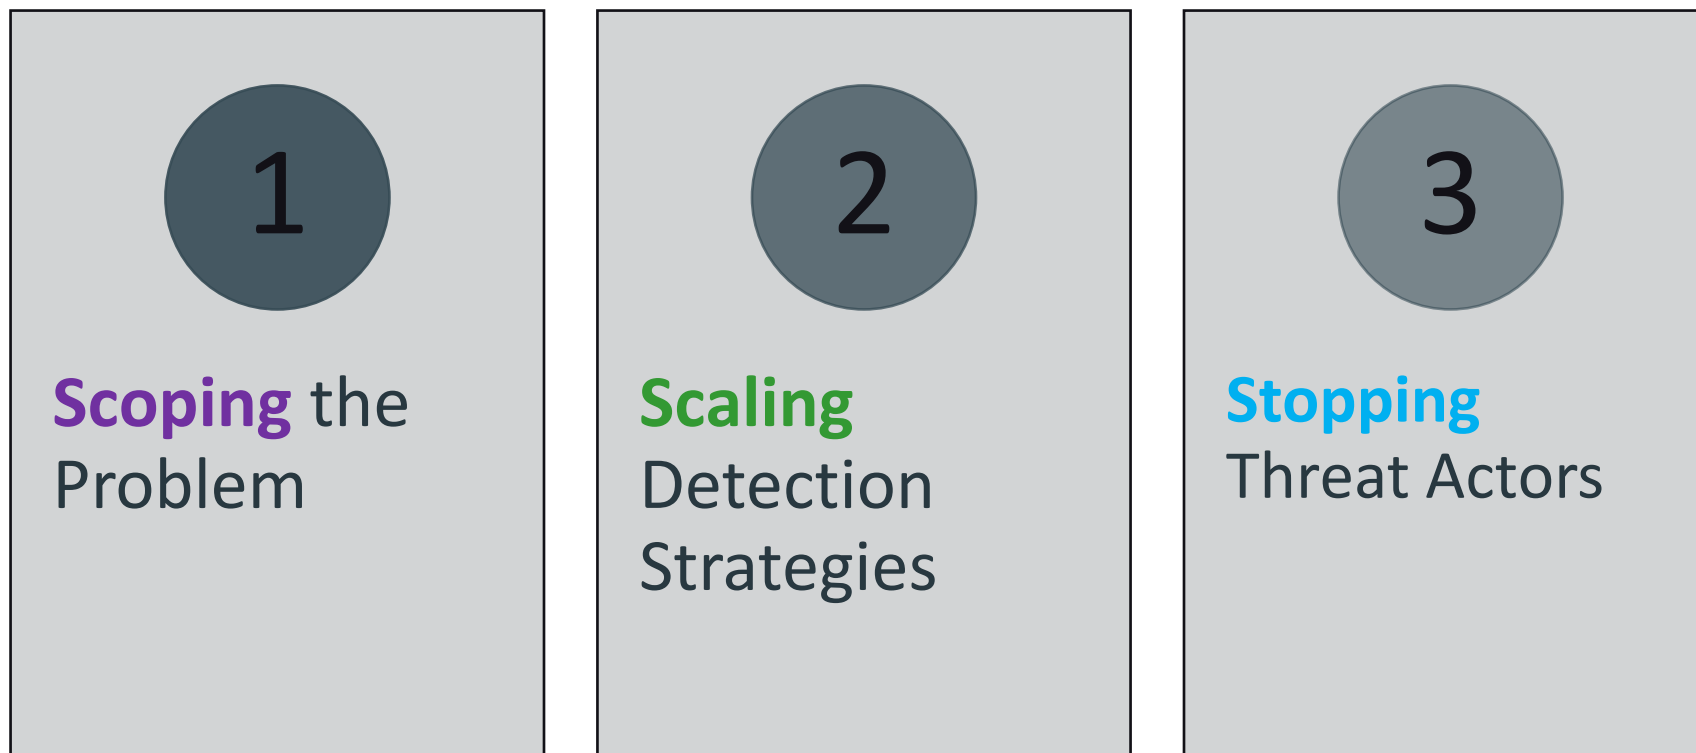 1
Scoping the
Problem
2
Scaling
Detection
Strategies
3
Stopping
Threat Actors